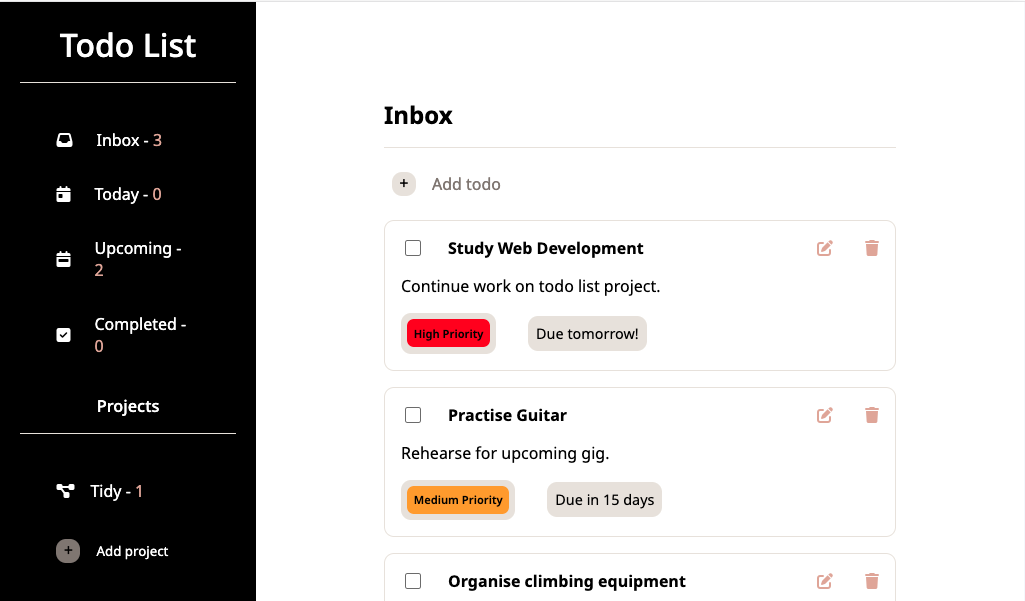 Todo List
Inbox - 3
Today - 0
Upcoming -
2
Completed -
0
Projects
Tidy - 1
+ Add project
Inbox
+ Add todo
Study Web Development
Continue work on todo list project.
High Priority Due tomorrow!
Practise Guitar
Rehearse for upcoming gig.
Medium Priority Due in 15 days
Organise climbing equipment